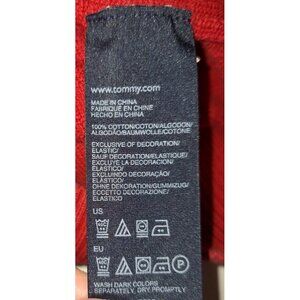 www.tommy.com
MADE IN CHINA
FABRIQUE EN CHINE
HECHO EN CHINA
100% COTTON/COTON/ALGODON/
ALGODÃO/BAUMWOLLE/COTONE
EXCLUSIVE OF DECORATION/
ELASTIC/
SAUF DECORATION/ELASTIQUE/
EXCLUYE LA DECORACION/
ELASTICO/
EXCLUINDO DECORAÇÃO/
ELASTICO/
OHNE DEKORATION/GUMMIZUG/
ECCETTO DECORAZIONE/
ELASTICO/
US
EU
WASH DARK COLORS
SEPARATELY, DRY PROMPTLY